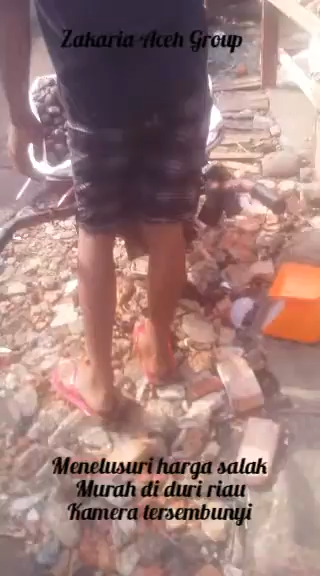 Zakaria Aceh Group
Menelusuri harga salak
Murah di duri riau
Kamera tersembunyi